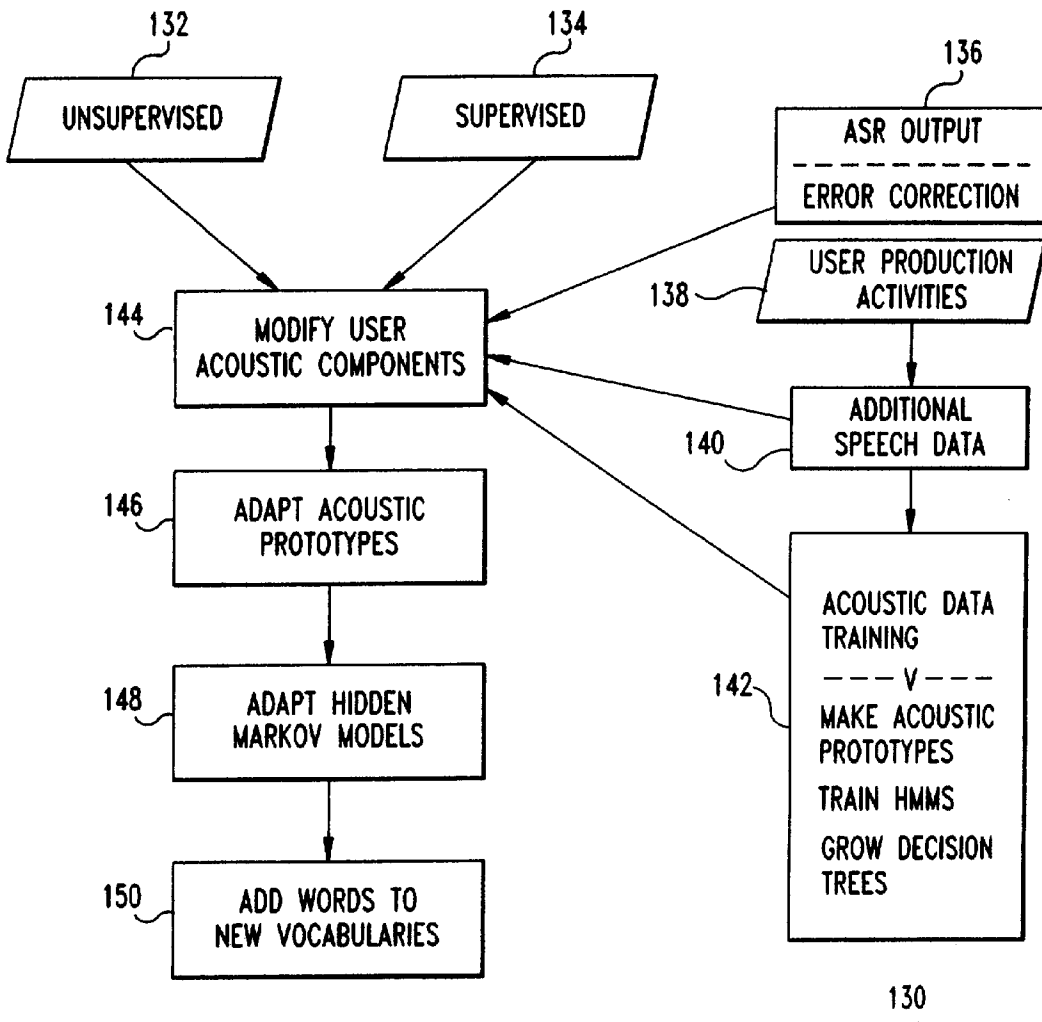 132
134
136
UNSUPERVISED
SUPERVISED
ASR OUTPUT
ERROR CORRECTION
138
USER PRODUCTION
ACTIVITIES
144
MODIFY USER
ACOUSTIC COMPONENTS
140
ADDITIONAL
SPEECH DATA
146
ADAPT ACOUSTIC
PROTOTYPES
142
ACOUSTIC DATA
TRAINING
V
MAKE ACOUSTIC
PROTOTYPES
TRAIN HMMS
GROW DECISION
TREES
148
ADAPT HIDDEN
MARKOV MODELS
150
ADD WORDS TO
NEW VOCABULARIES
130